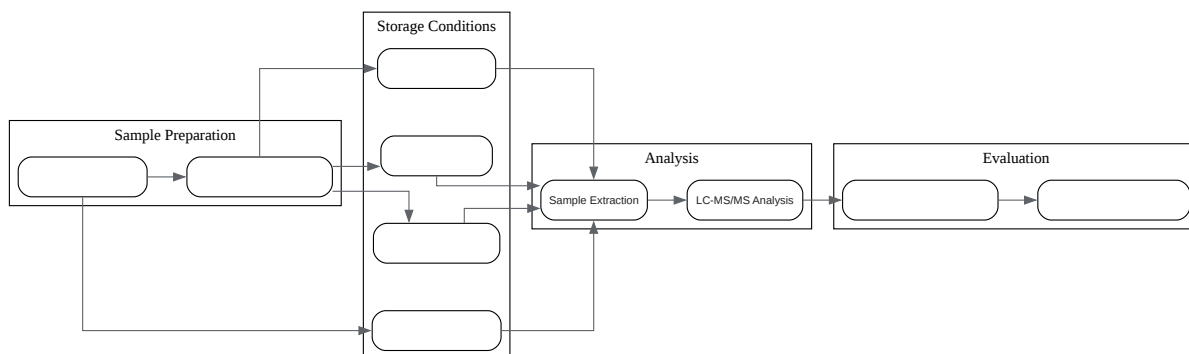 Storage Conditions
Sample Preparation
Analysis
Evaluation
Sample Extraction
LC-MS/MS Analysis